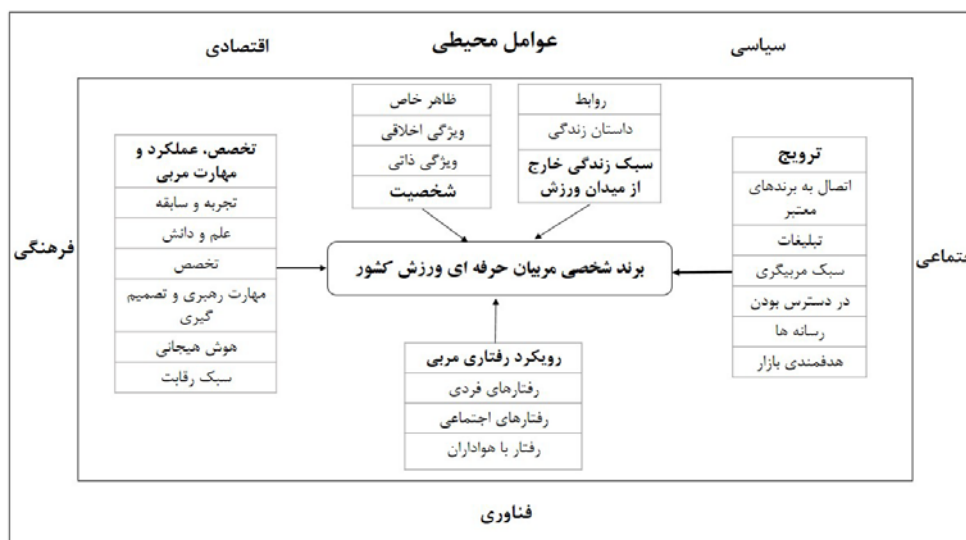 عوامل محیطی
سیاسی
اقتصادی
روابط
داستان زندگی
سبک زندگی خارج
از میدان ورزش
ظاهر خاص
ویژگی اخلاقی
ویژگی ذاتی
شخصیت
ترویج
اتصال به برندهای
معتبر
تبلیغات
سبک مربیگری
در دسترس بودن
رسانه ها
هدفمندی بازار
تخصص، عملکرد و
مهارت مربی
تجربه و سابقه
علم و دانش
تخصص
مهارت رهبری و تصمیم
گیری
هوش هیجانی
سبک رقابت
برند شخصی مربیان حرفه ای ورزش کشور
رویکرد رفتاری مربی
رفتارهای فردی
رفتارهای اجتماعی
رفتار با هواداران
فرهنگی
فناوری